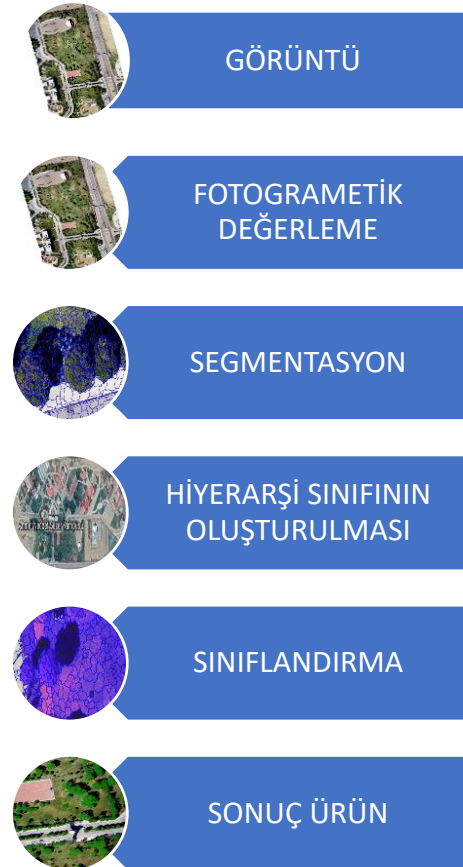 GÖRÜNTÜ
FOTOGRAMETİK
DEĞERLEME
SEGMENTASYON
HİYERARŞİ SINIFININ
OLUŞTURULMASI
SINIFLANDIRMA
SONUÇ ÜRÜN